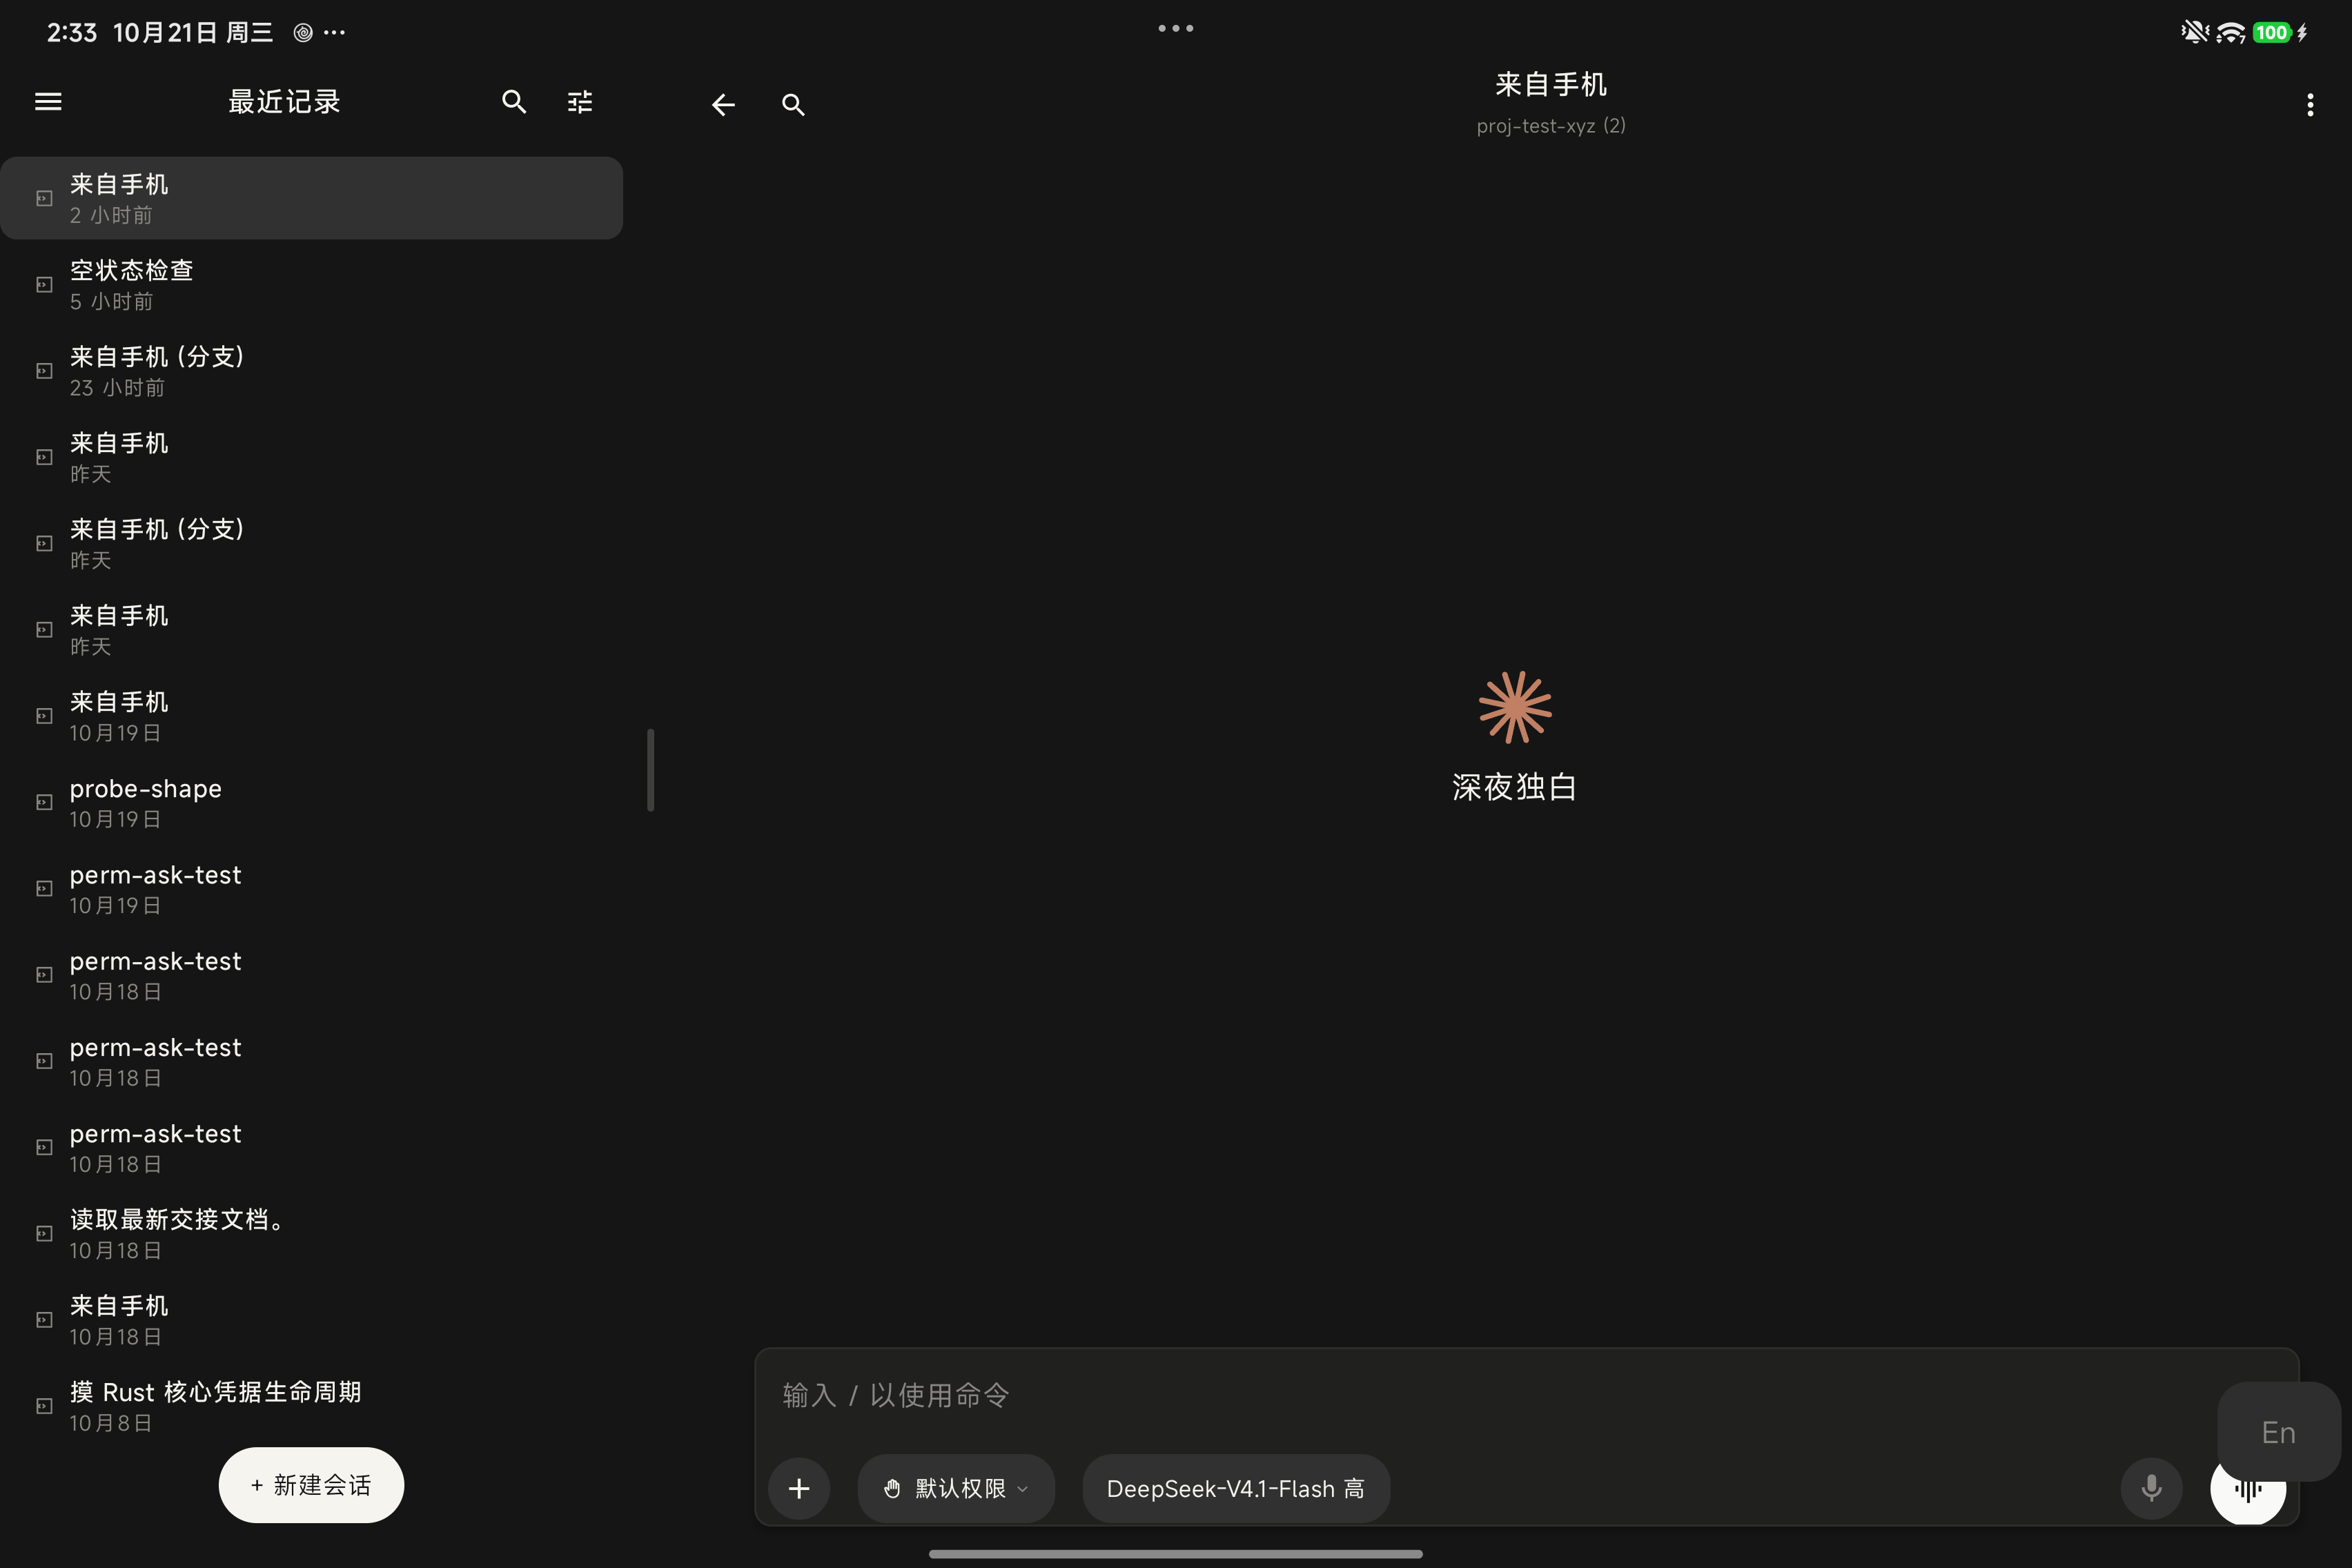 2:33 10月21日 周三
100
最近记录
来自手机
2 小时前
空状态检查
5 小时前
来自手机 (分支)
23 小时前
来自手机
昨天
来自手机 (分支)
昨天
来自手机
昨天
来自手机
10月19日
probe-shape
10月19日
perm-ask-test
10月19日
perm-ask-test
10月18日
perm-ask-test
10月18日
perm-ask-test
10月18日
读取最新交接文档。
10月18日
来自手机
10月18日
摸 Rust 核心凭据生命周期
10月8日
+ 新建会话
来自手机
proj-test-xyz (2)
深夜独白
输入 / 以使用命令
默认权限
DeepSeek-V4.1-Flash 高
En